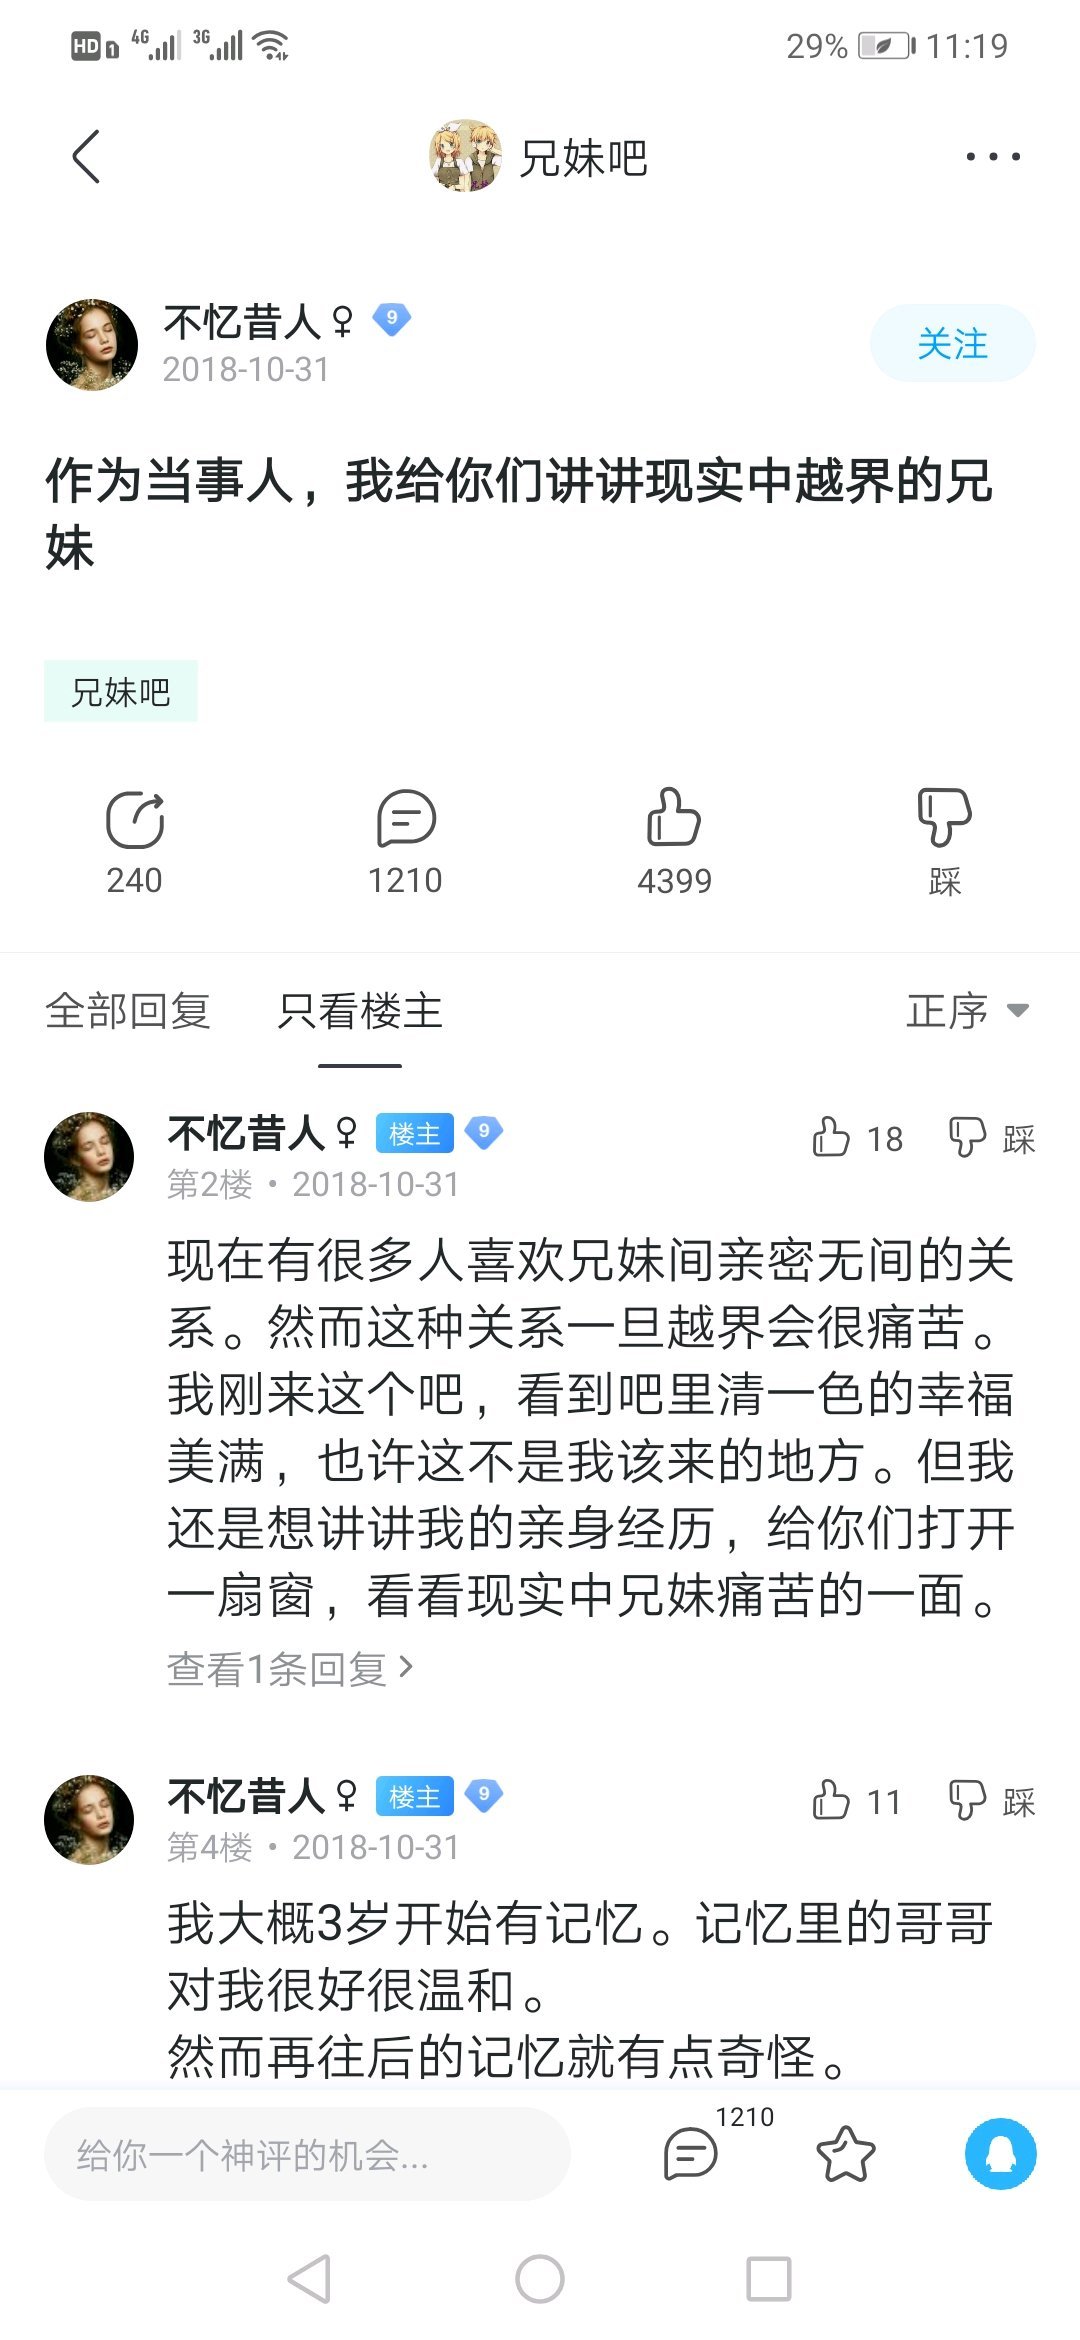 HD 1 4G 3G 29% 11:19
兄妹吧
不忆昔人♀ 9
2018-10-31
关注
作为当事人，我给你们讲讲现实中越界的兄
妹
兄妹吧
240 1210 4399 踩
全部回复 只看楼主 正序
不忆昔人♀ 楼主 9 18 踩
第2楼 • 2018-10-31
现在有很多人喜欢兄妹间亲密无间的关
系。然而这种关系一旦越界会很痛苦。
我刚来这个吧，看到吧里清一色的幸福
美满，也许这不是我该来的地方。但我
还是想讲讲我的亲身经历，给你们打开
一扇窗，看看现实中兄妹痛苦的一面。
查看1条回复
不忆昔人♀ 楼主 9 11 踩
第4楼 • 2018-10-31
我大概3岁开始有记忆。记忆里的哥哥
对我很好很温和。
然而再往后的记忆就有点奇怪。
给你一个神评的机会... 1210